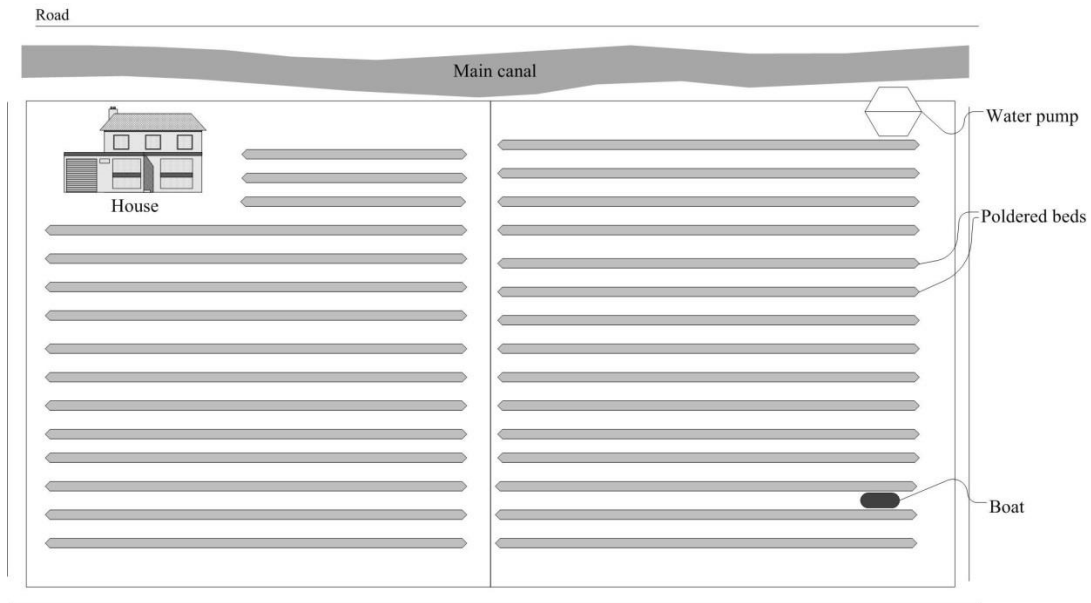 Road
Main canal
Water pump
House
Poldered beds
Boat